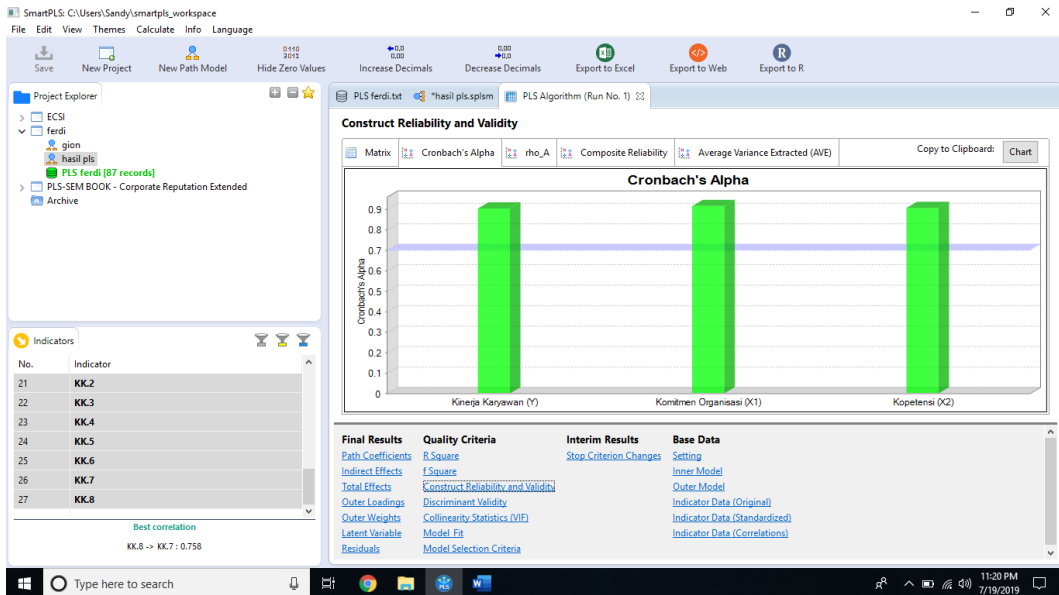 SmartPLS: C:\Users\Sandy\smartpls_workspace
File Edit View Themes Calculate Info Language
Save New Project New Path Model Hide Zero Values Increase Decimals Decrease Decimals Export to Excel Export to Web Export to R
Project Explorer
ECSI
ferdi
gion
hasil pls
PLS ferdi [87 records]
PLS-SEM BOOK - Corporate Reputation Extended
Archive
Indicators
No. Indicator
21 KK.2
22 KK.3
23 KK.4
24 KK.5
25 KK.6
26 KK.7
27 KK.8
Best correlation
KK.8 -> KK.7 : 0.758
PLS ferdi.txt *hasil pls.splsm PLS Algorithm (Run No. 1)
Construct Reliability and Validity
Matrix Cronbach's Alpha rho_A Composite Reliability Average Variance Extracted (AVE) Copy to Clipboard: Chart
Cronbach's Alpha
Cronbach's Alpha
0.9
0.8
0.7
0.6
0.5
0.4
0.3
0.2
0.1
0
Kinerja Karyawan (Y) Komitmen Organisasi (X1) Kopetensi (X2)
Final Results Quality Criteria Interim Results Base Data
Path Coefficients R Square Stop Criterion Changes Setting
Indirect Effects f Square Inner Model
Total Effects Construct Reliability and Validity Outer Model
Outer Loadings Discriminant Validity Indicator Data (Original)
Outer Weights Collinearity Statistics (VIF) Indicator Data (Standardized)
Latent Variable Model_Fit Indicator Data (Correlations)
Residuals Model Selection Criteria
Type here to search
11:20 PM
7/19/2019